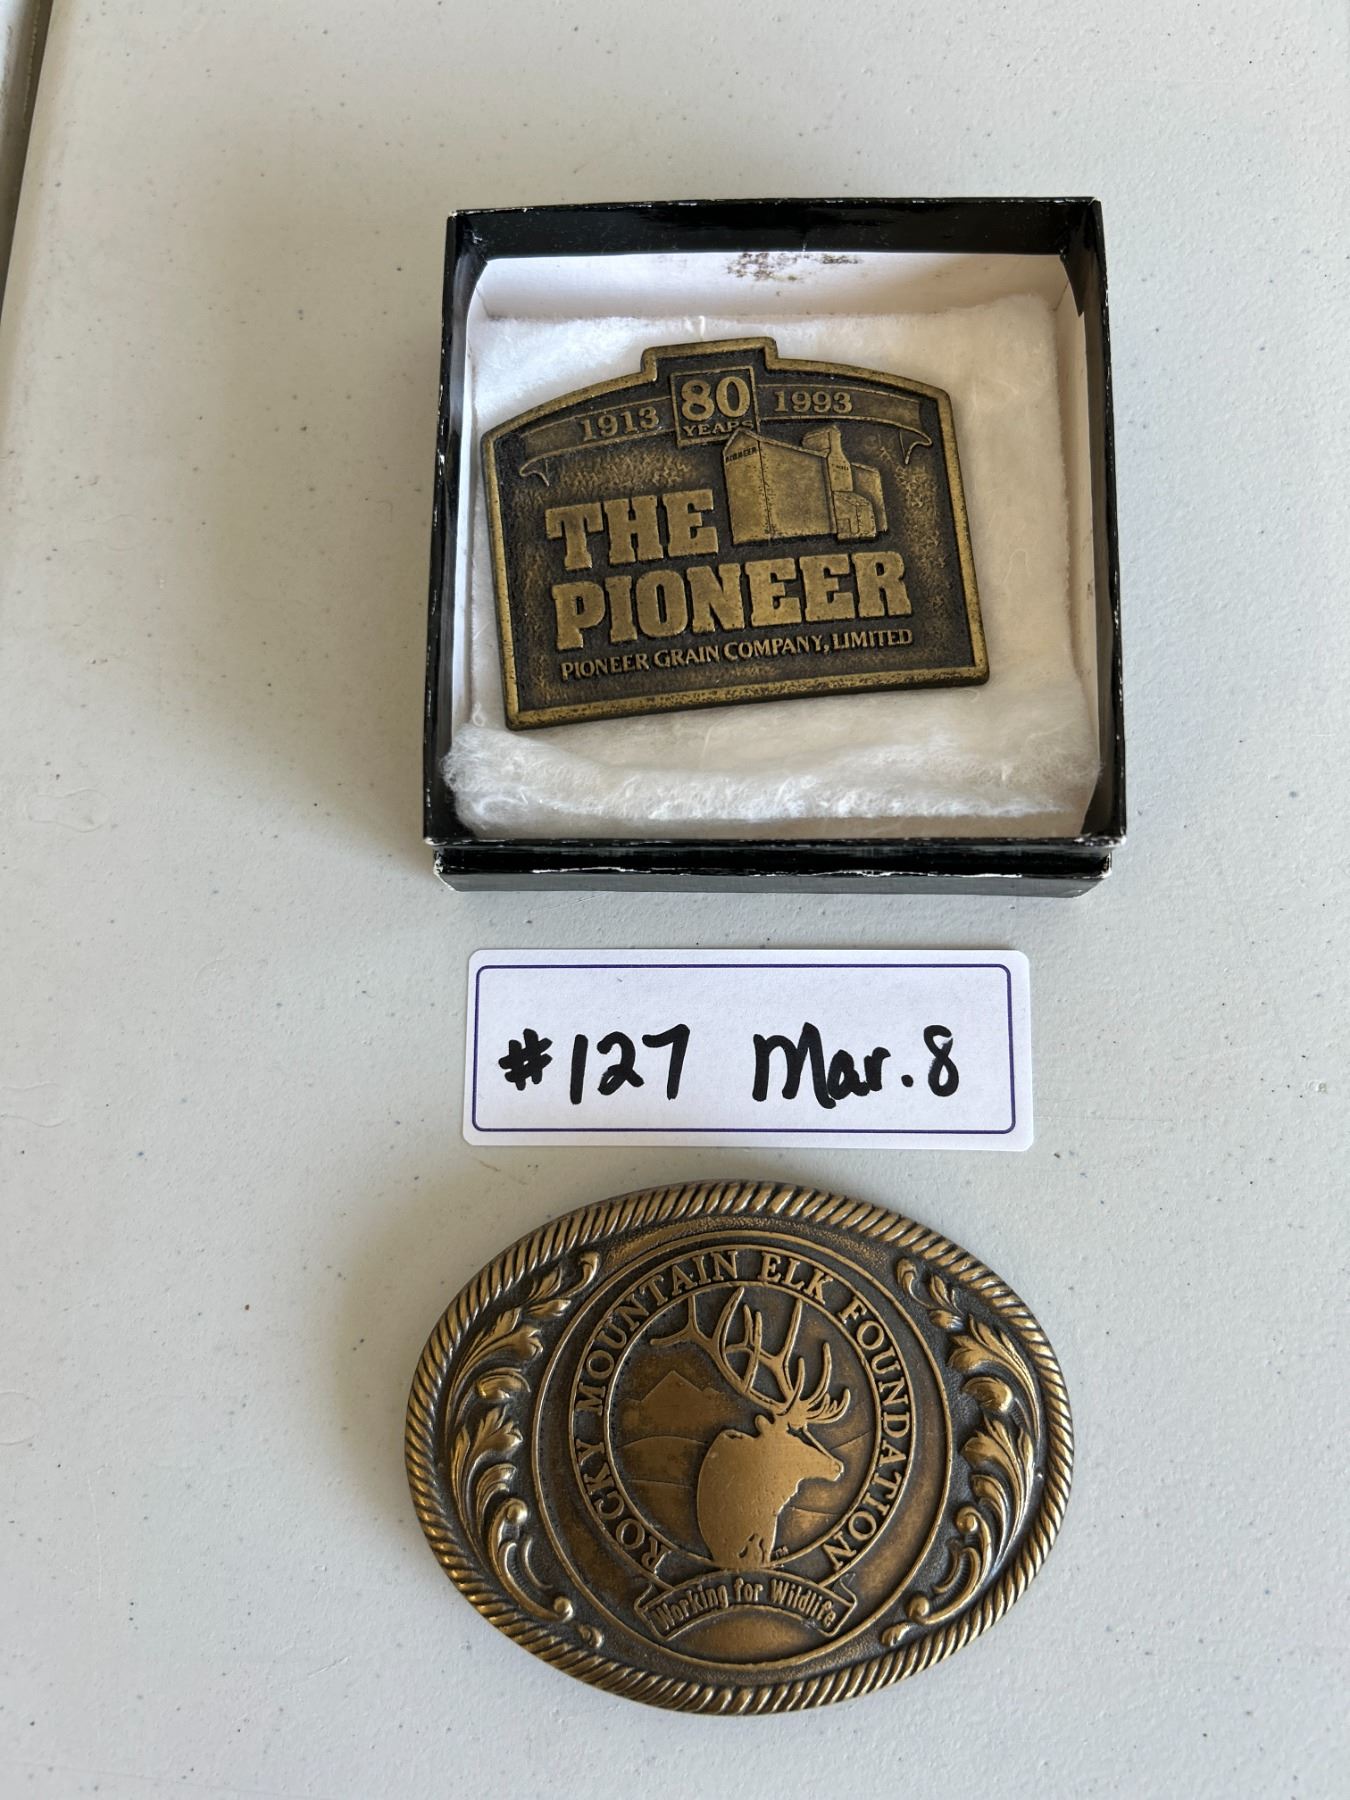 1913 80 1993
YEARS
PIONEER
THE
PIONEER
PIONEER GRAIN COMPANY, LIMITED
#127 Mar. 8
ROCKY MOUNTAIN ELK FOUNDATION
TM
Working for Wildlife